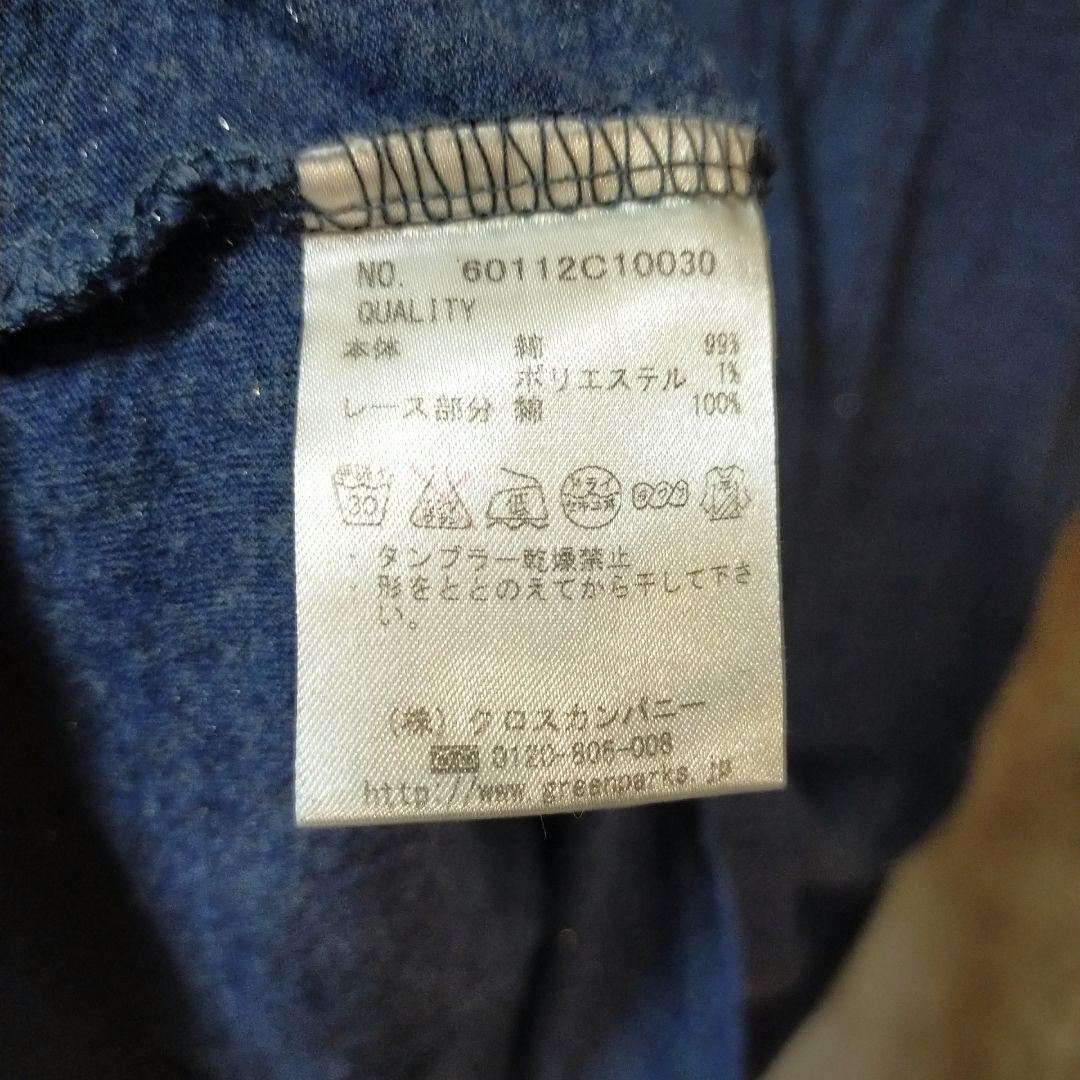 NO. 60112C10030
QUALITY
本体 綿 99%
ポリエステル 1%
レース部分 綿 100%
30
・タンブラー乾燥禁止
・形をととのえてから干して下さ
い。
(株)クロスカンパニー
0120-806-008
http://www.greenparks.jp